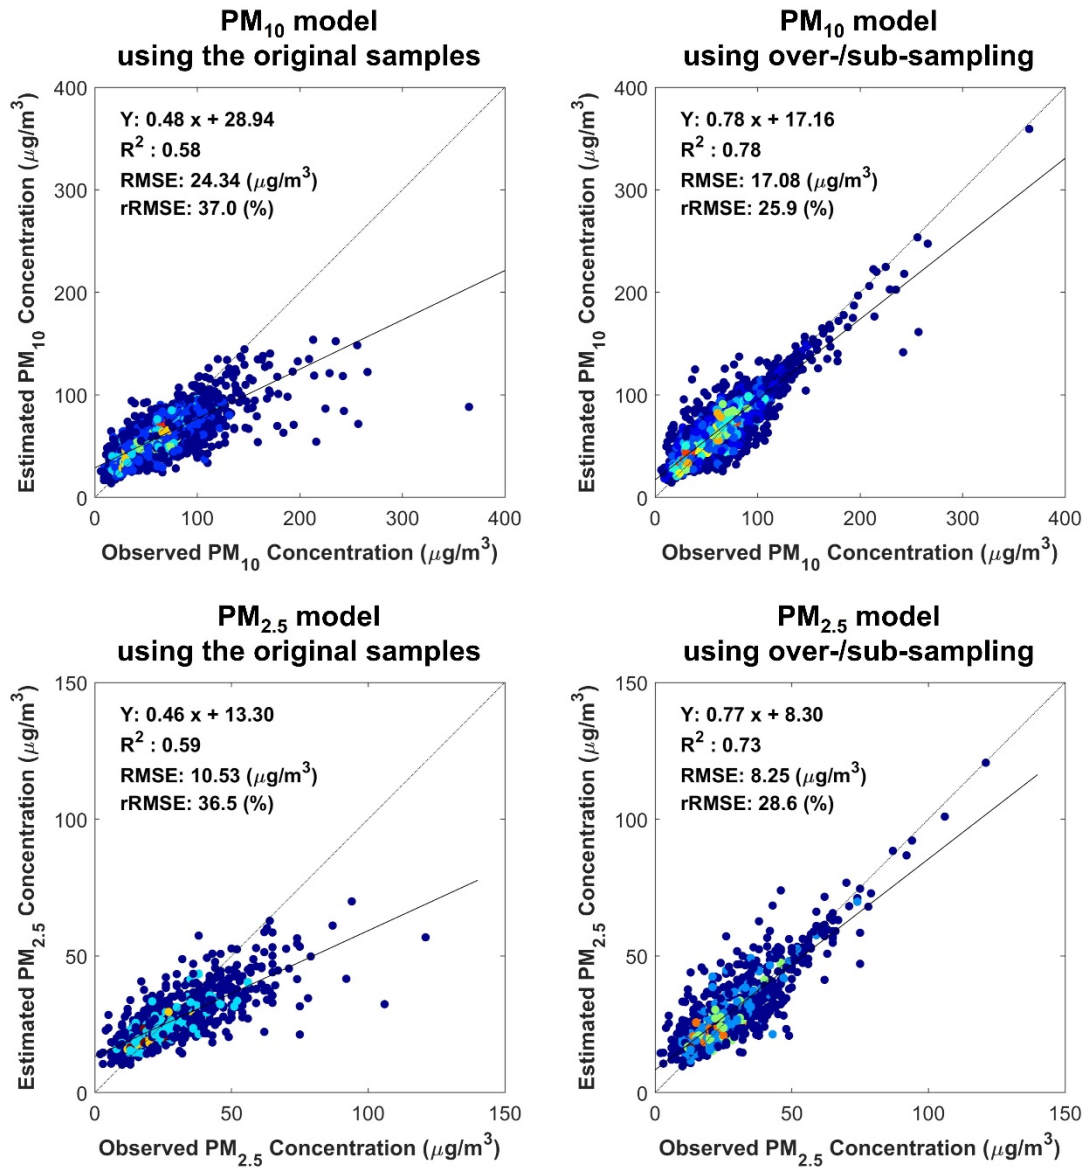 PM₁₀ model
using the original samples
Y: 0.48 x + 28.94
R² : 0.58
RMSE: 24.34 (μg/m³)
rRMSE: 37.0 (%)
Estimated PM₁₀ Concentration (μg/m³)
400
300
200
100
0
0 100 200 300 400
Observed PM₁₀ Concentration (μg/m³)
PM₁₀ model
using over-/sub-sampling
Y: 0.78 x + 17.16
R² : 0.78
RMSE: 17.08 (μg/m³)
rRMSE: 25.9 (%)
Estimated PM₁₀ Concentration (μg/m³)
400
300
200
100
0
0 100 200 300 400
Observed PM₁₀ Concentration (μg/m³)
PM₂.₅ model
using the original samples
Y: 0.46 x + 13.30
R² : 0.59
RMSE: 10.53 (μg/m³)
rRMSE: 36.5 (%)
Estimated PM₂.₅ Concentration (μg/m³)
150
100
50
0
0 50 100 150
Observed PM₂.₅ Concentration (μg/m³)
PM₂.₅ model
using over-/sub-sampling
Y: 0.77 x + 8.30
R² : 0.73
RMSE: 8.25 (μg/m³)
rRMSE: 28.6 (%)
Estimated PM₂.₅ Concentration (μg/m³)
150
100
50
0
0 50 100 150
Observed PM₂.₅ Concentration (μg/m³)